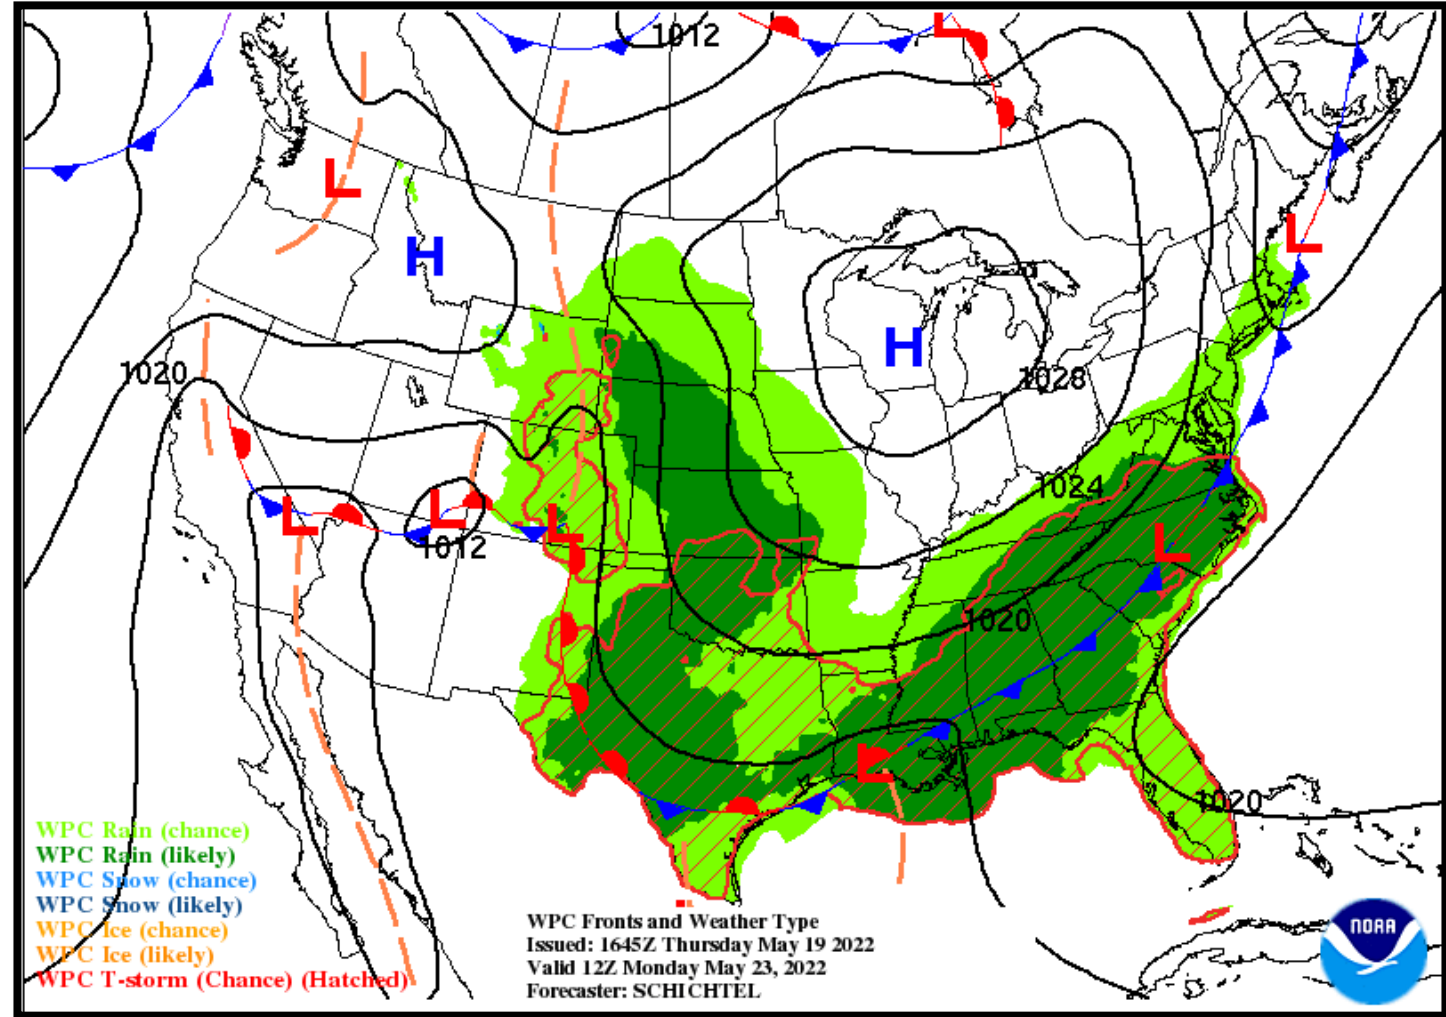 1012
L
L
H
L
H
1020
1028
1024
L
L
L
1012
L
1020
L
1020
WPC Rain (chance)
WPC Rain (likely)
WPC Snow (chance)
WPC Snow (likely)
WPC Ice (chance)
WPC Ice (likely)
WPC T-storm (Chance) (Hatched)
WPC Fronts and Weather Type
Issued: 1645Z Thursday May 19 2022
Valid 12Z Monday May 23, 2022
Forecaster: SCHICHTEL
NOAA